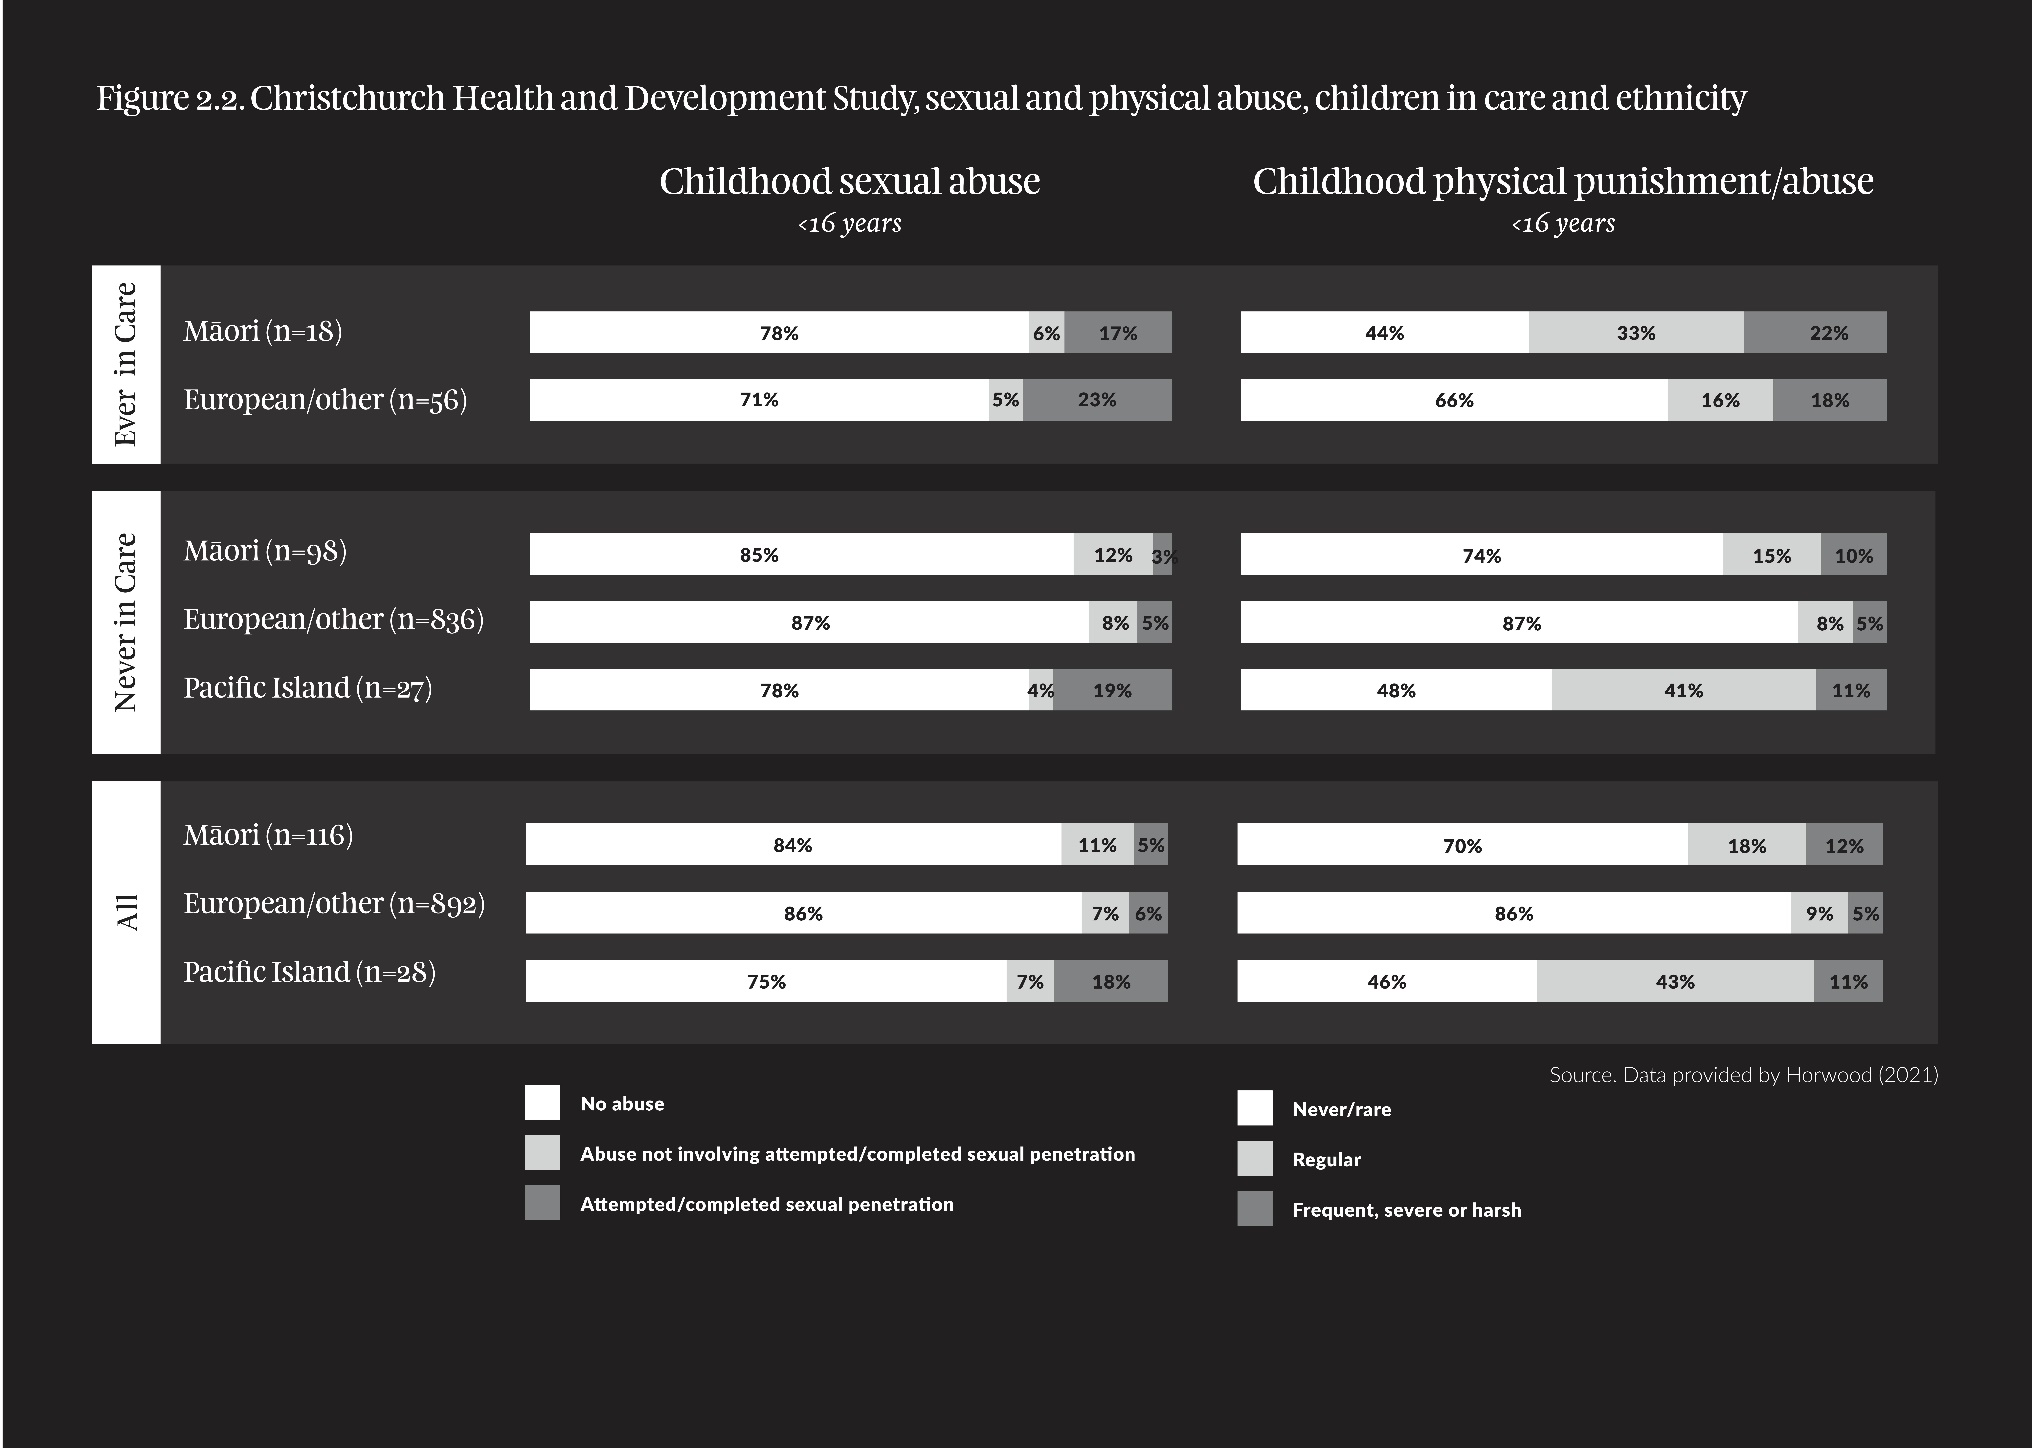 Figure 2.2. Christchurch Health and Development Study, sexual and physical abuse, children in care and ethnicity
Childhood sexual abuse
<16 years
Childhood physical punishment/abuse
<16 years
Ever in Care
Māori (n=18)
78% 6% 17%
44% 33% 22%
European/other (n=56)
71% 5% 23%
66% 16% 18%
Never in Care
Māori (n=98)
85% 12% 3%
74% 15% 10%
European/other (n=836)
87% 8% 5%
87% 8% 5%
Pacific Island (n=27)
78% 4% 19%
48% 41% 11%
All
Māori (n=116)
84% 11% 5%
70% 18% 12%
European/other (n=892)
86% 7% 6%
86% 9% 5%
Pacific Island (n=28)
75% 7% 18%
46% 43% 11%
Source. Data provided by Horwood (2021)
No abuse
Abuse not involving attempted/completed sexual penetration
Attempted/completed sexual penetration
Never/rare
Regular
Frequent, severe or harsh